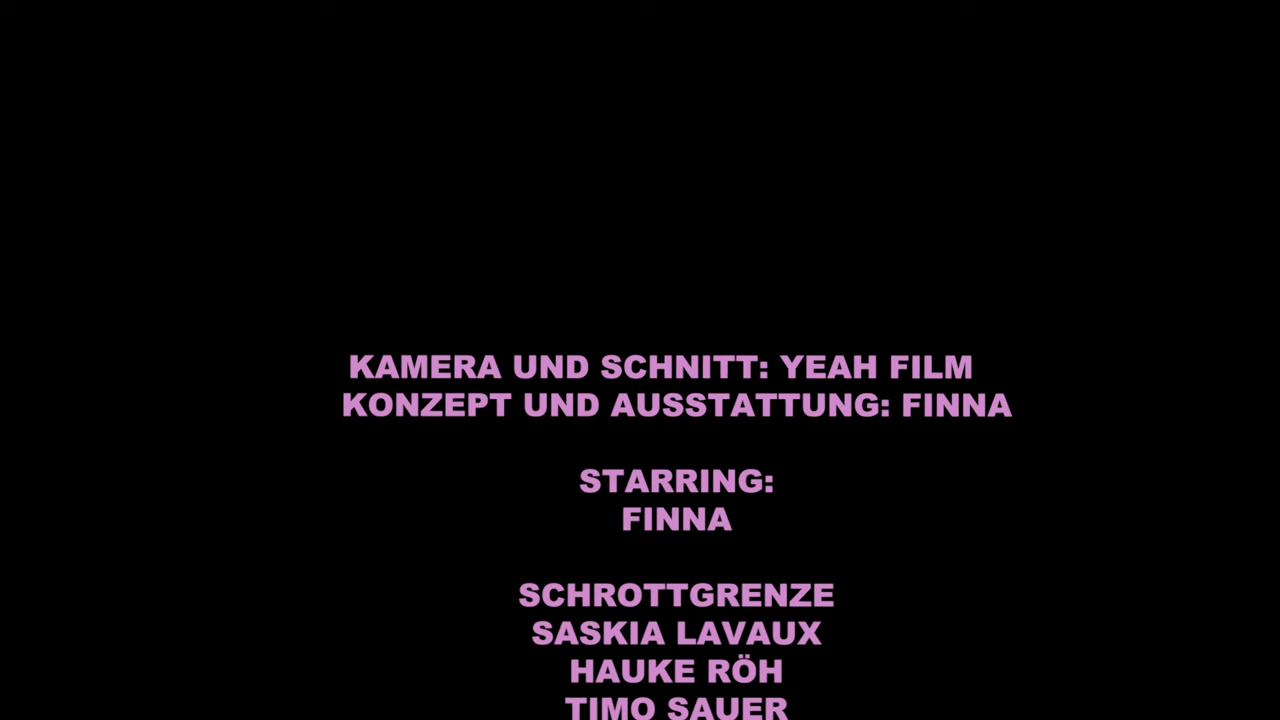 KAMERA UND SCHNITT: YEAH FILM
KONZEPT UND AUSSTATTUNG: FINNA
STARRING:
FINNA
SCHROTTGRENZE
SASKIA LAVAUX
HAUKE RÖH
TIMO SAUER